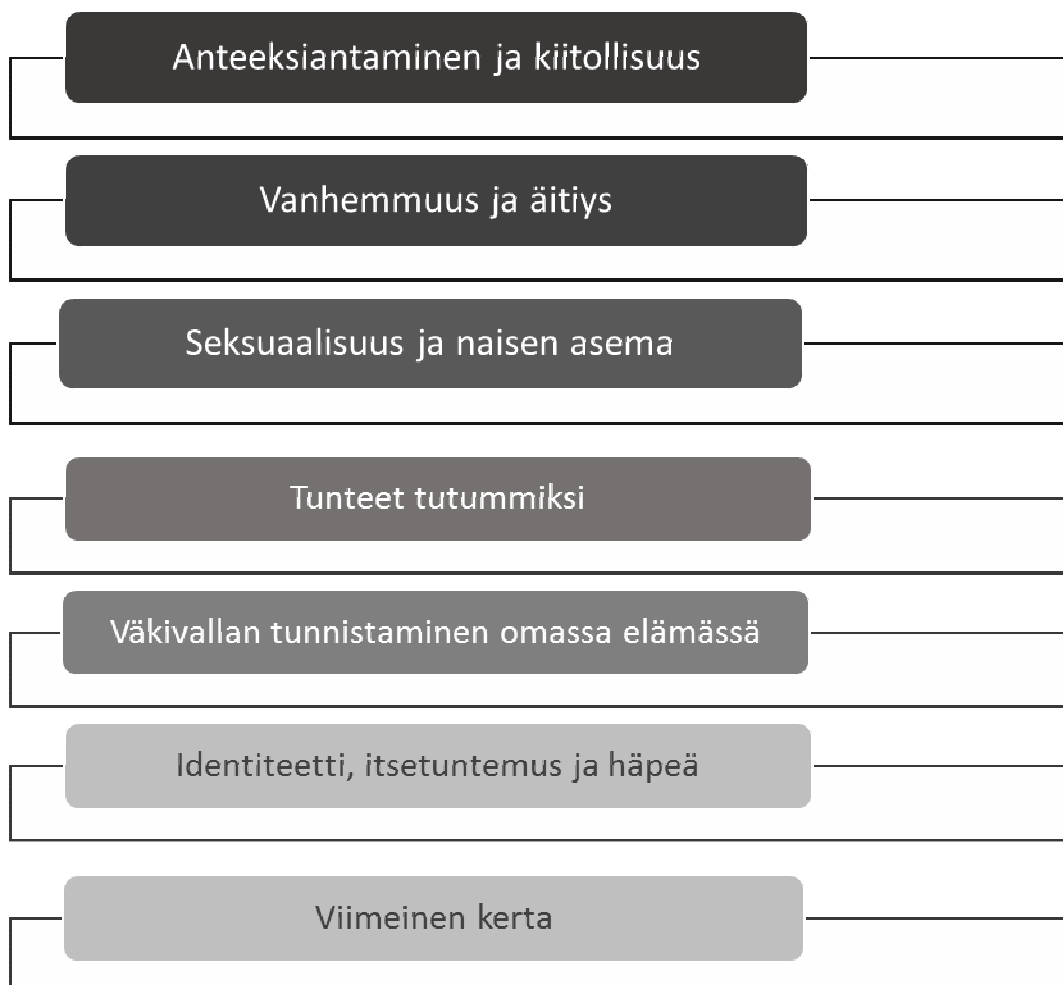 Anteeksiantaminen ja kiitollisuus
Vanhemmuus ja äitiys
Seksuaalisuus ja naisen asema
Tunteet tutummiksi
Väkivallan tunnistaminen omassa elämässä
Identiteetti, itsetuntemus ja häpeä
Viimeinen kerta